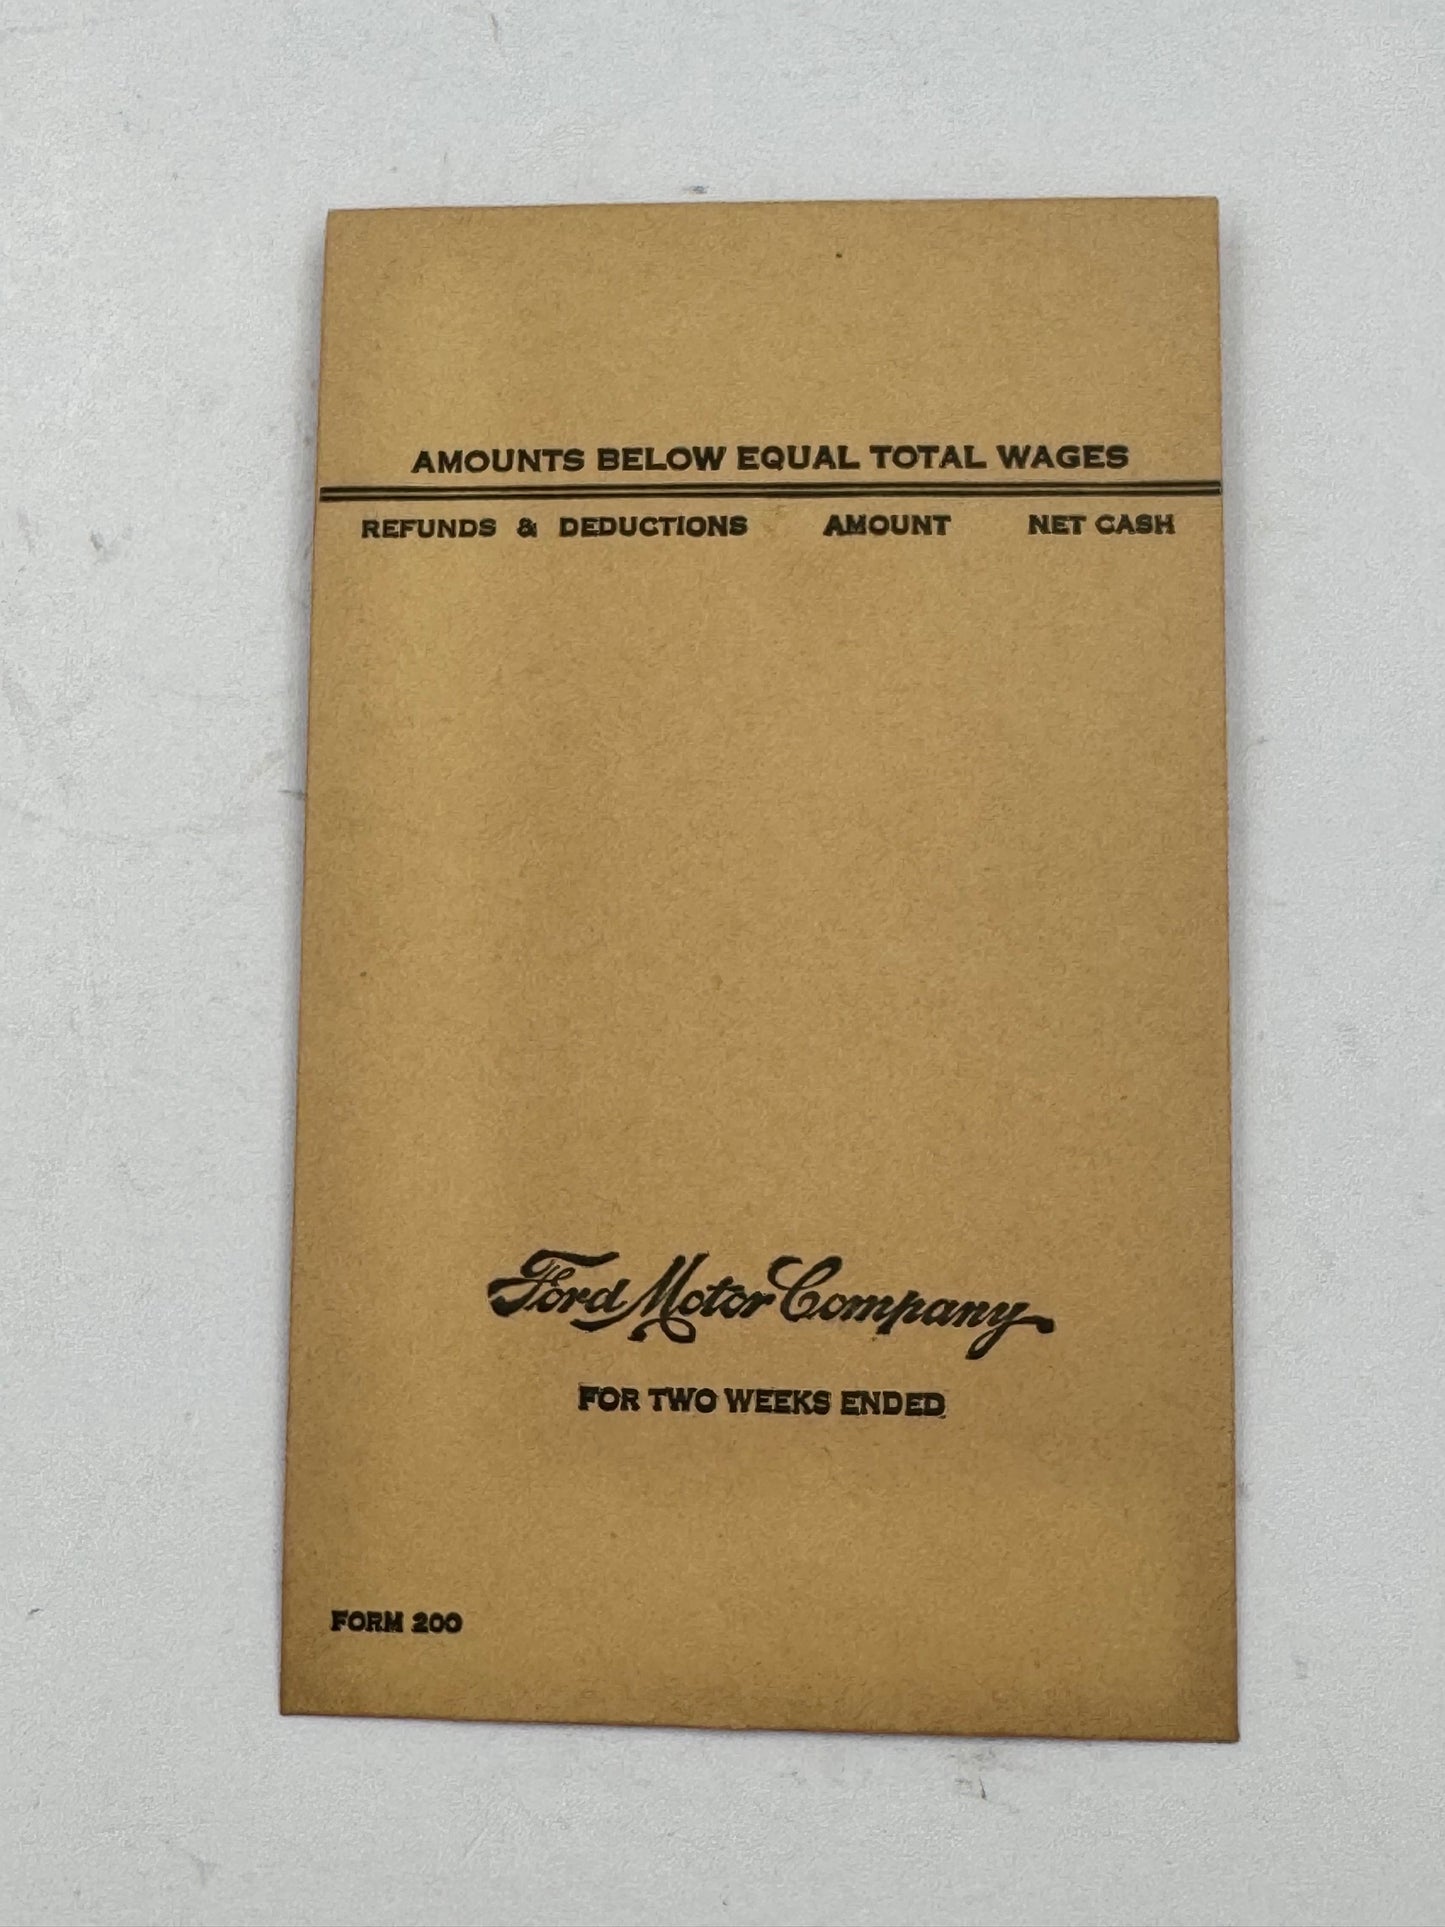 AMOUNTS BELOW EQUAL TOTAL WAGES
REFUNDS & DEDUCTIONS AMOUNT NET CASH
Ford Motor Company
FOR TWO WEEKS ENDED
FORM 200